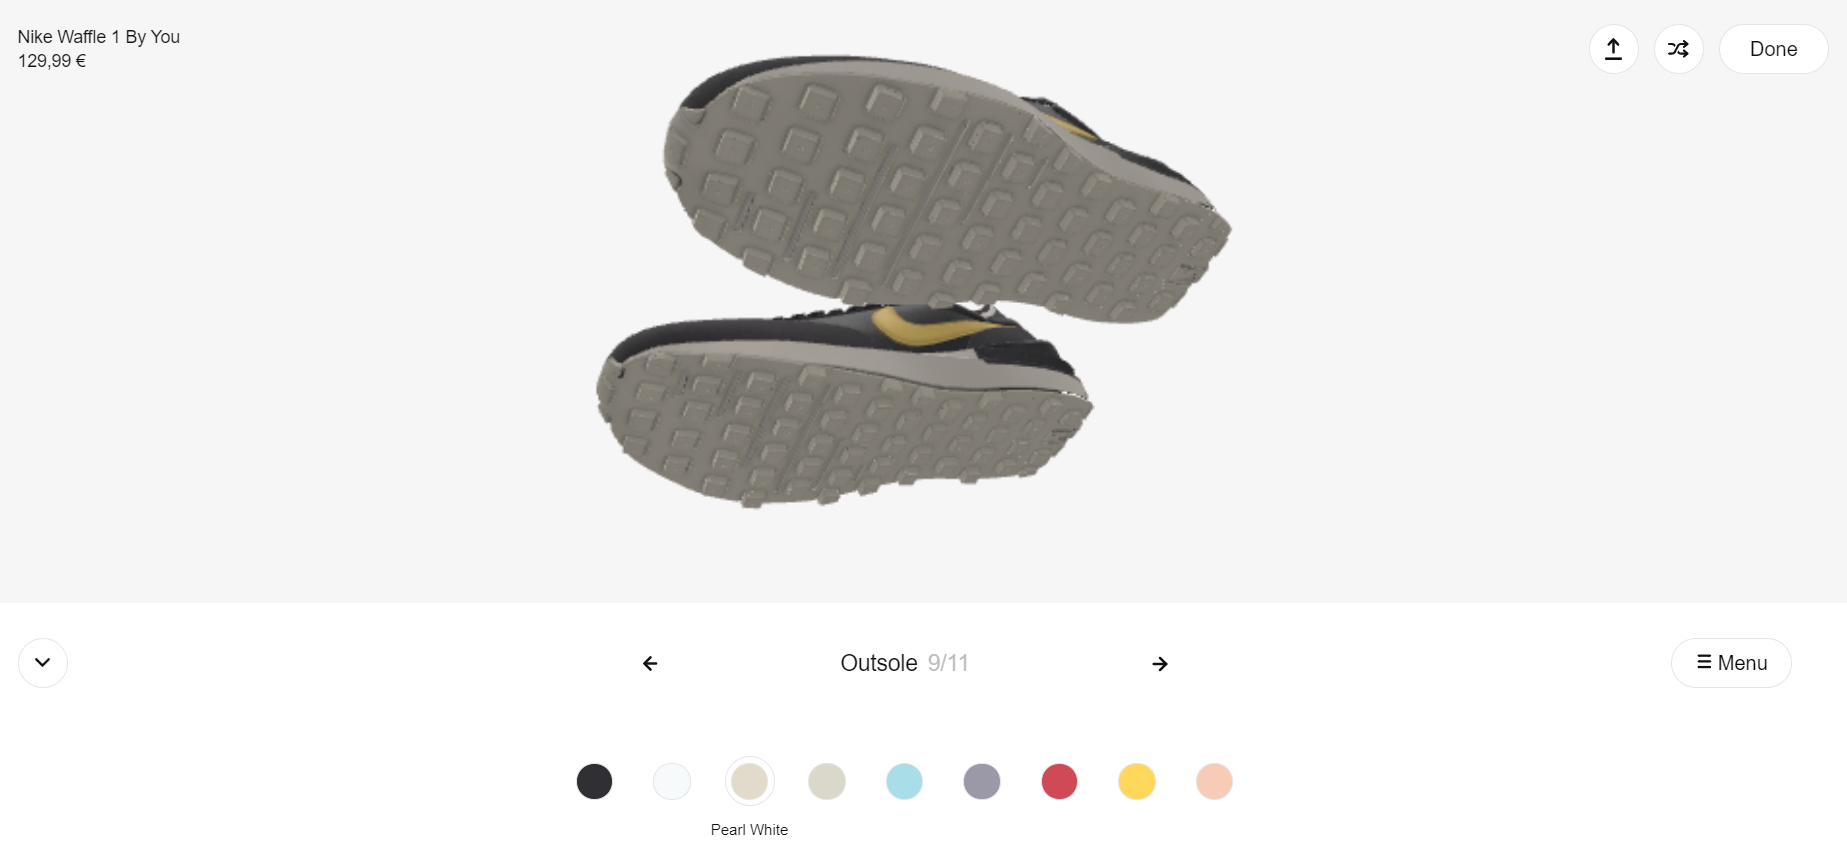 Nike Waffle 1 By You
129,99 €
Done
Outsole 9/11
Menu
Pearl White